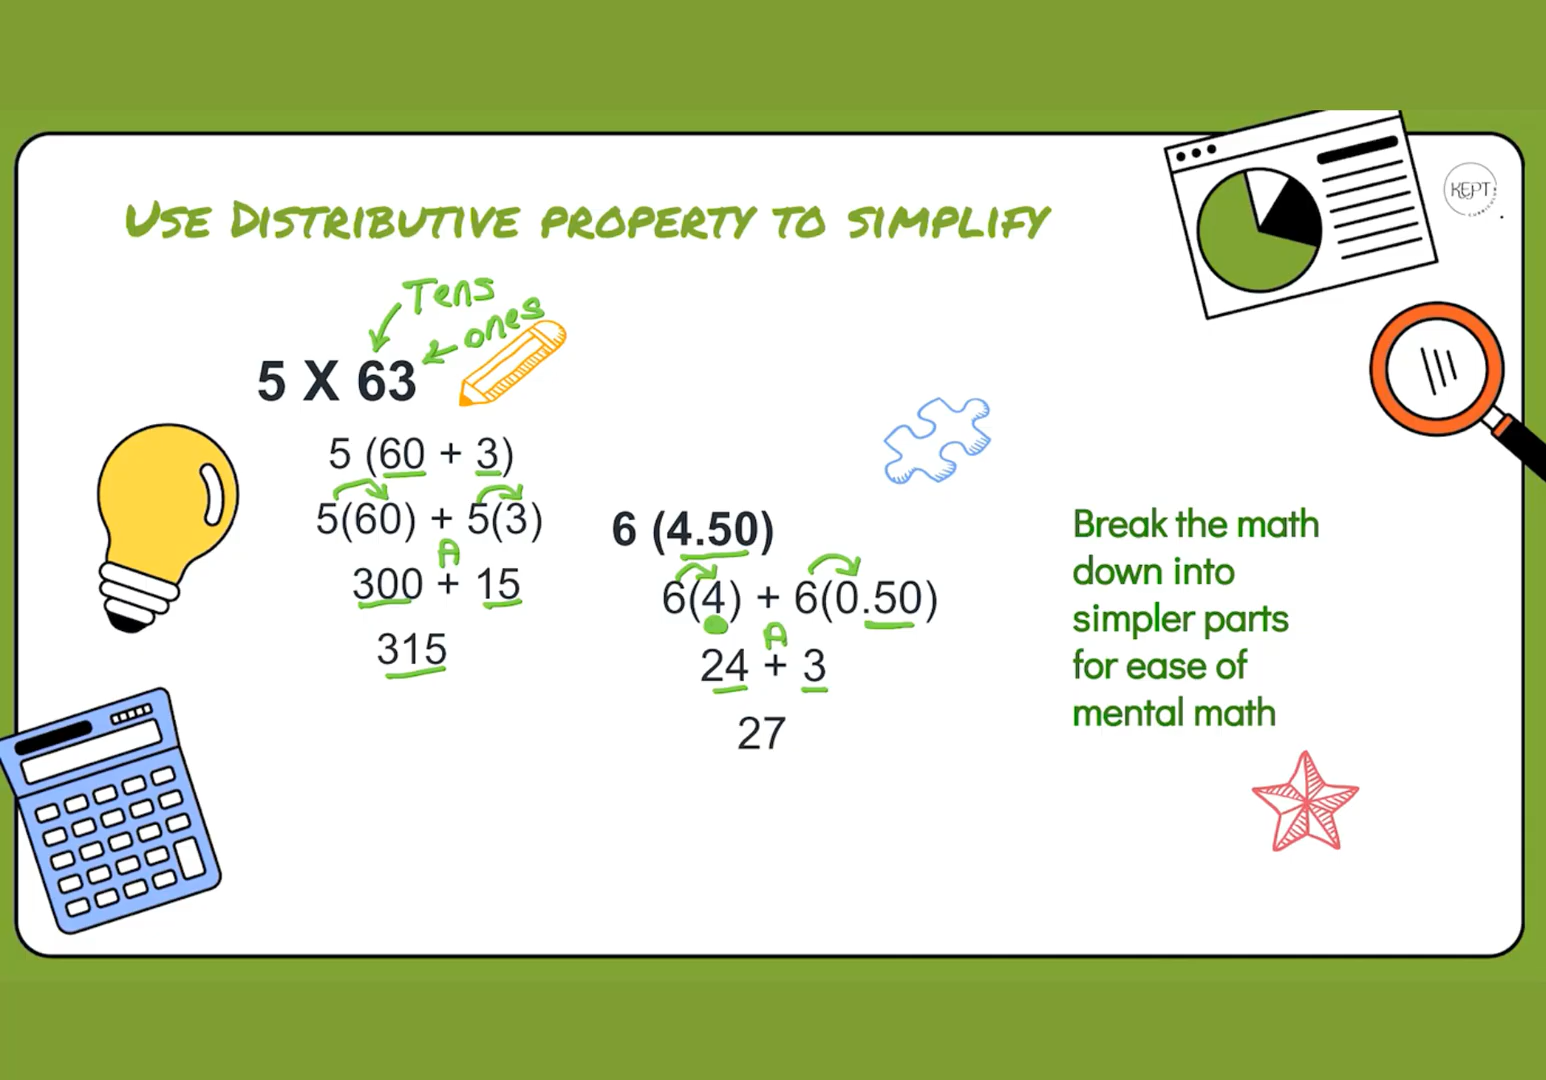 USE DISTRIBUTIVE PROPERTY TO SIMPLIFY
Tens
ones
5 X 63
5 (60 + 3)
5(60) + 5(3)
A
300 + 15
315
6 (4.50)
6(4) + 6(0.50)
A
24 + 3
27
Break the math
down into
simpler parts
for ease of
mental math
KEPT
CURRICULUM